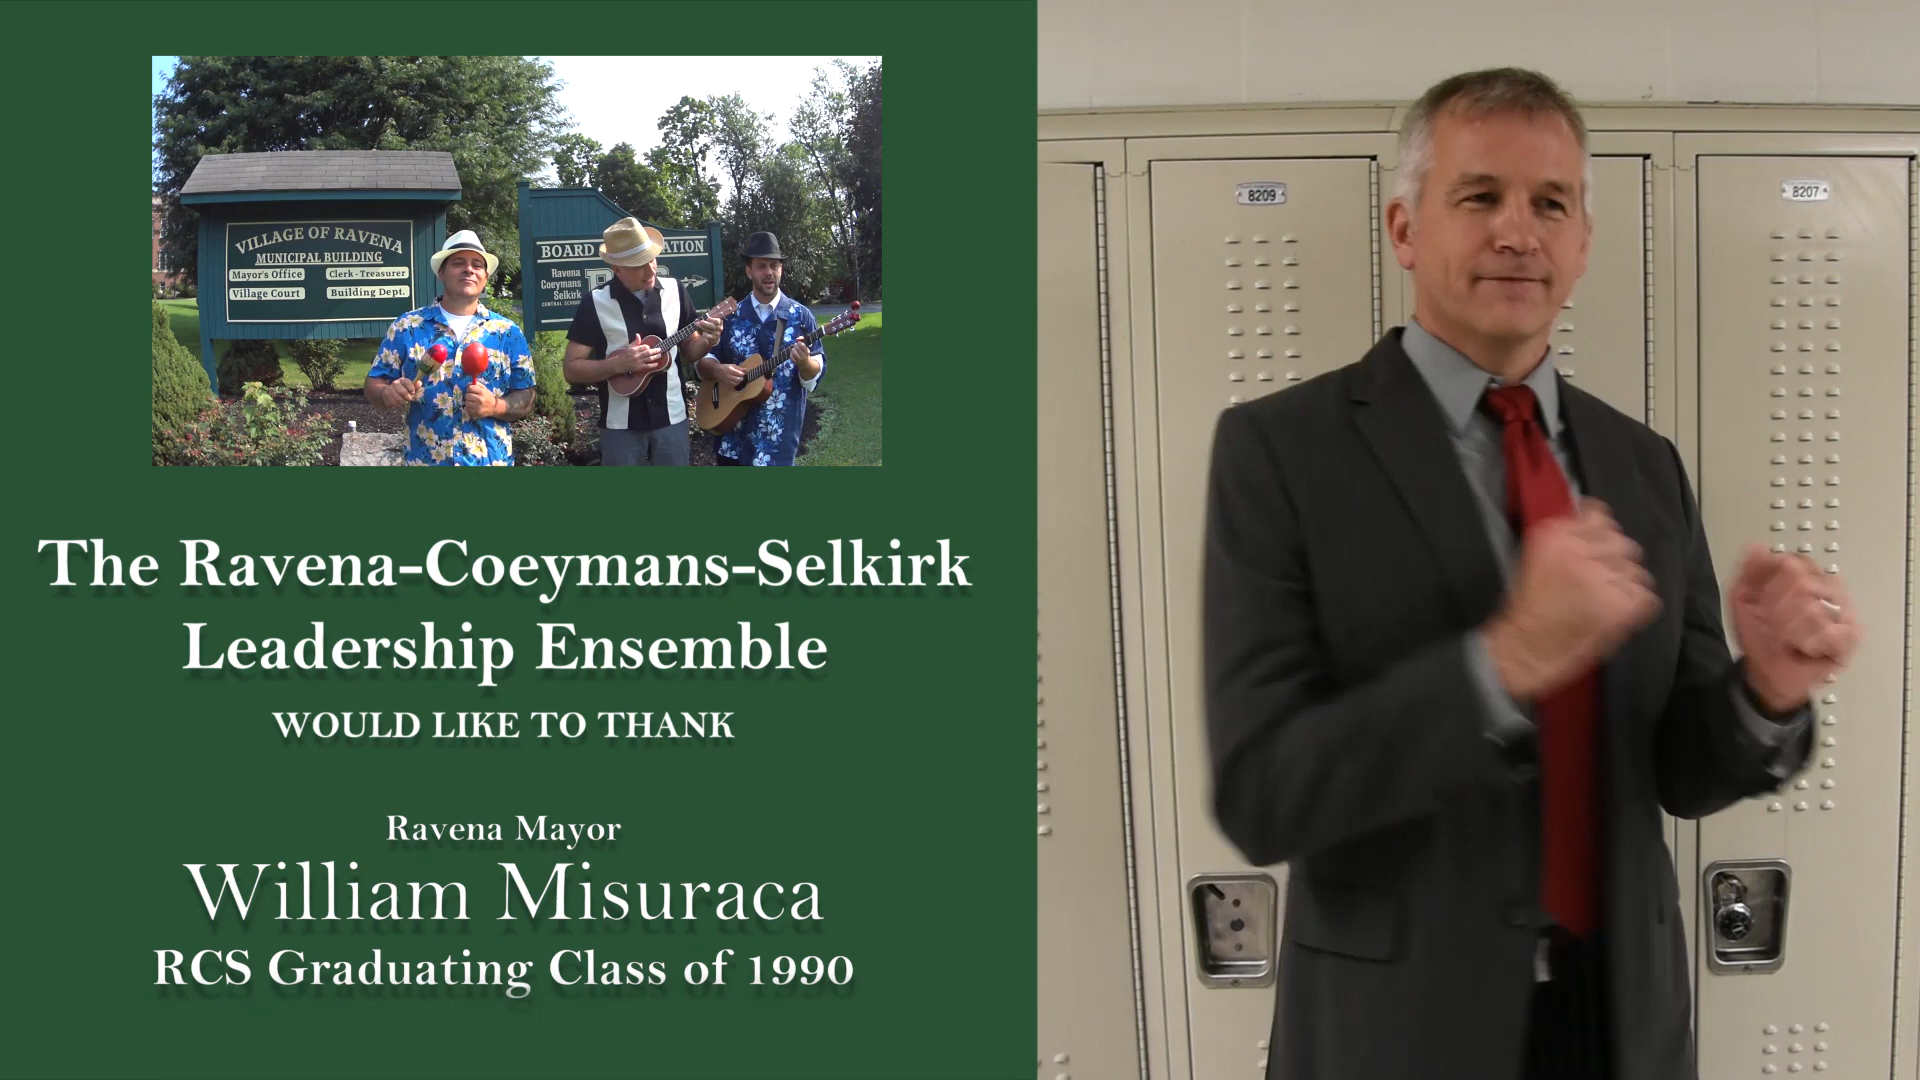 VILLAGE OF RAVENA
MUNICIPAL BUILDING
Mayor's Office
Clerk-Treasurer
Village Court
Building Dept.
BOARD
ATION
Ravena
Coeymans
Selkirk
CENTRAL SCHOOL
The Ravena-Coeymans-Selkirk
Leadership Ensemble
WOULD LIKE TO THANK
Ravena Mayor
William Misuraca
RCS Graduating Class of 1990
8209
8207